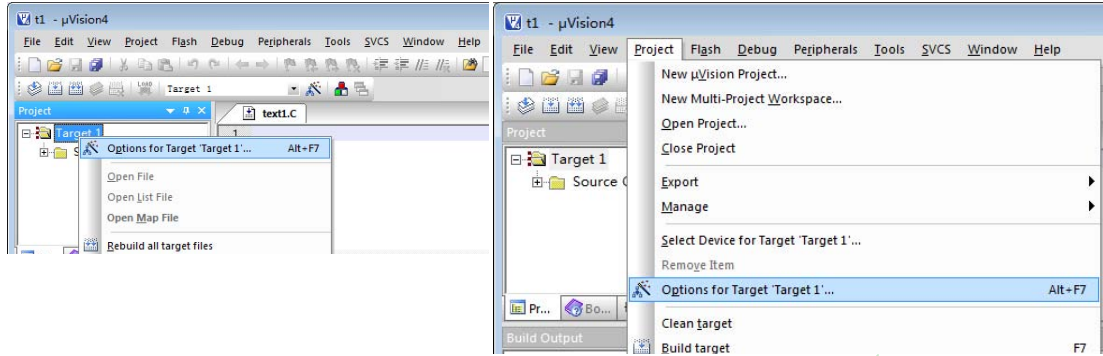 t1 - µVision4
File Edit View Project Flash Debug Peripherals Tools SVCS Window Help
LOAD Target 1
Project
text1.C
Target 1
1
S
Options for Target 'Target 1'... Alt+F7
Open File
Open List File
Open Map File
Rebuild all target files
t1 - µVision4
File Edit View Project Flash Debug Peripherals Tools SVCS Window Help
New µVision Project...
New Multi-Project Workspace...
Open Project...
Close Project
Project
Target 1
Source G
Export
Manage
Select Device for Target 'Target 1'...
Remove Item
Options for Target 'Target 1'... Alt+F7
Pr... Bo...
Clean target
Build Output
Build target F7